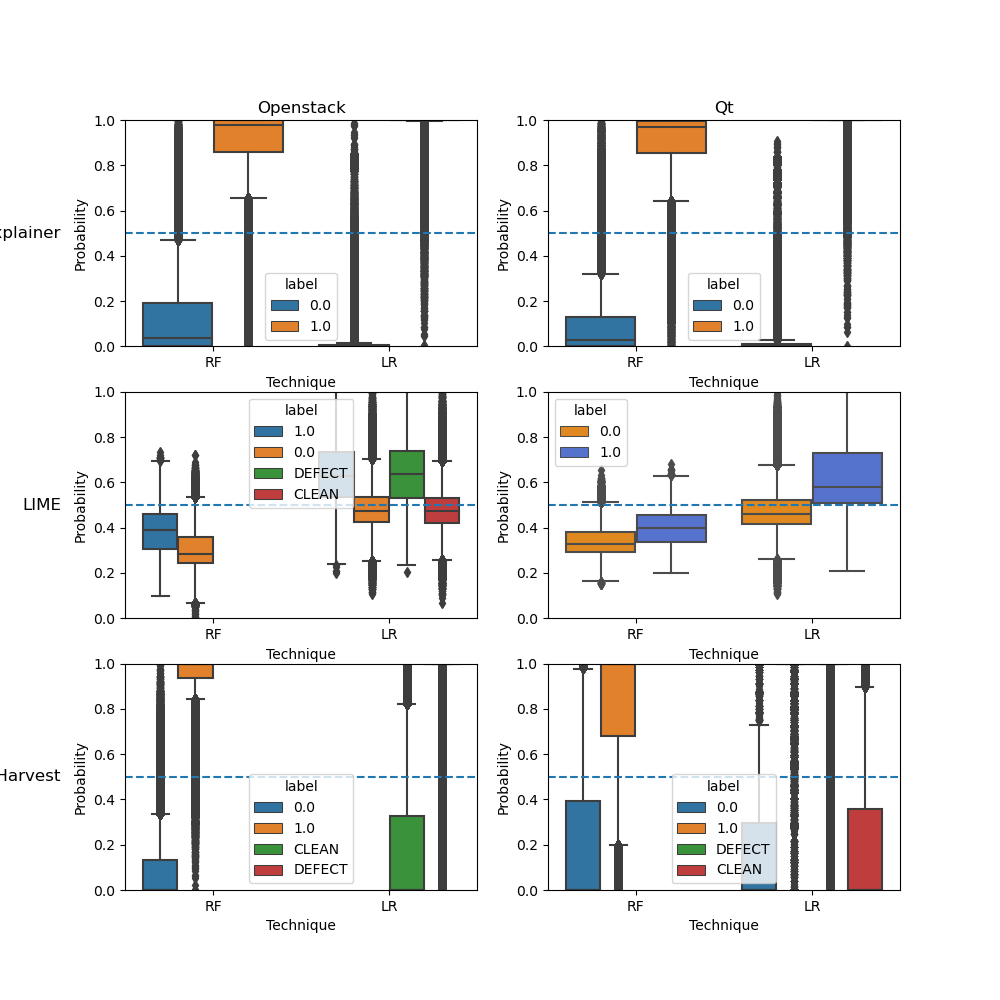 Openstack
Qt
xplainer
Probability
1.0
0.8
0.6
0.4
0.2
0.0
label
0.0
1.0
RF
LR
Technique
Probability
1.0
0.8
0.6
0.4
0.2
0.0
label
0.0
1.0
RF
LR
Technique
LIME
Probability
1.0
0.8
0.6
0.4
0.2
0.0
label
1.0
0.0
DEFECT
CLEAN
RF
LR
Technique
Probability
1.0
0.8
0.6
0.4
0.2
0.0
label
0.0
1.0
RF
LR
Technique
Harvest
Probability
1.0
0.8
0.6
0.4
0.2
0.0
label
0.0
1.0
CLEAN
DEFECT
RF
LR
Technique
Probability
1.0
0.8
0.6
0.4
0.2
0.0
label
0.0
1.0
DEFECT
CLEAN
RF
LR
Technique